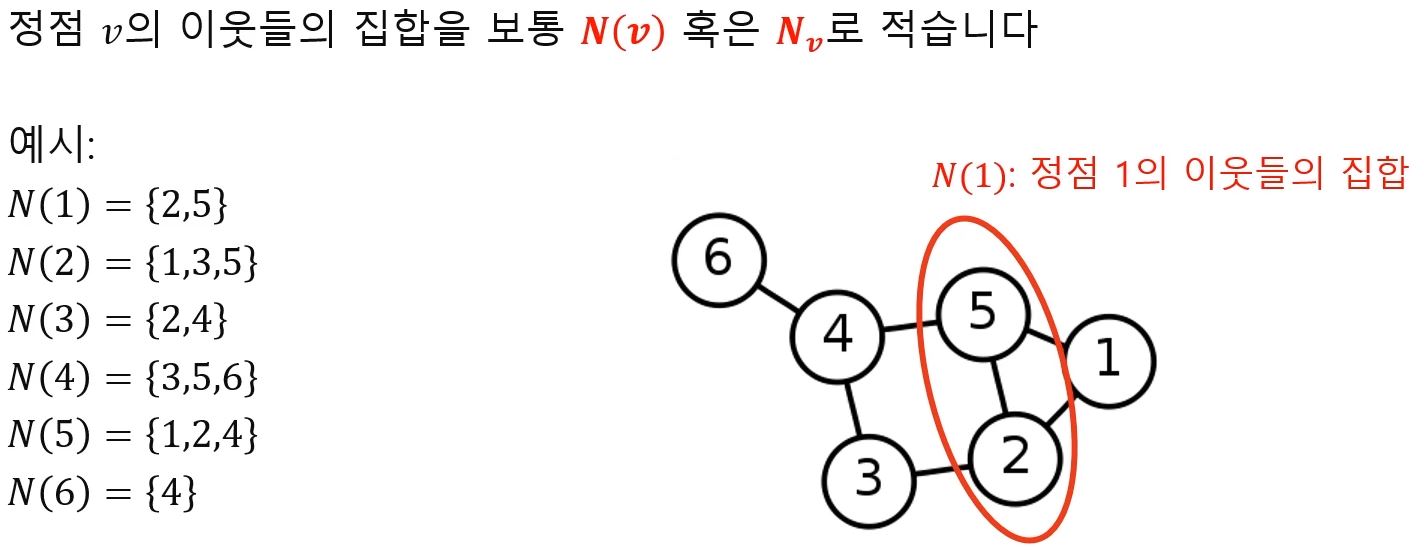 정점 v의 이웃들의 집합을 보통 N(v) 혹은 Nᵥ로 적습니다
예시:
N(1): 정점 1의 이웃들의 집합
N(1) = {2,5}
N(2) = {1,3,5}
N(3) = {2,4}
N(4) = {3,5,6}
N(5) = {1,2,4}
N(6) = {4}
6
5
4
1
2
3